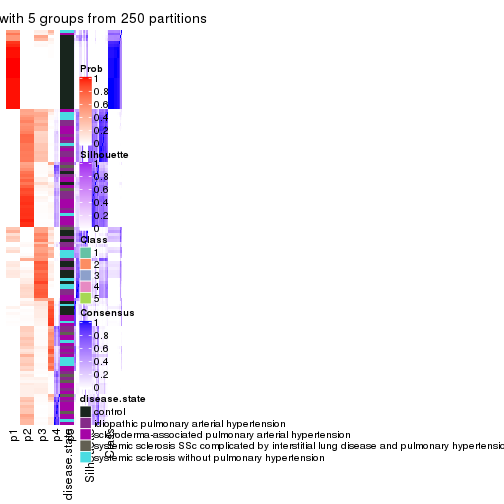 with 5 groups from 250 partitions
Prob
1
0.8
0.6
0.4
0.2
0
Silhouette
1
0.8
0.6
0.4
0.2
0
Class
1
2
3
4
5
Consensus
1
0.8
0.6
0.4
0.2
0
disease.state
control
idiopathic pulmonary arterial hypertension
scleroderma-associated pulmonary arterial hypertension
systemic sclerosis SSc complicated by interstitial lung disease and pulmonary hypertensio
systemic sclerosis without pulmonary hypertension
p1
p2
p3
p4
disease.state
Silh
Class